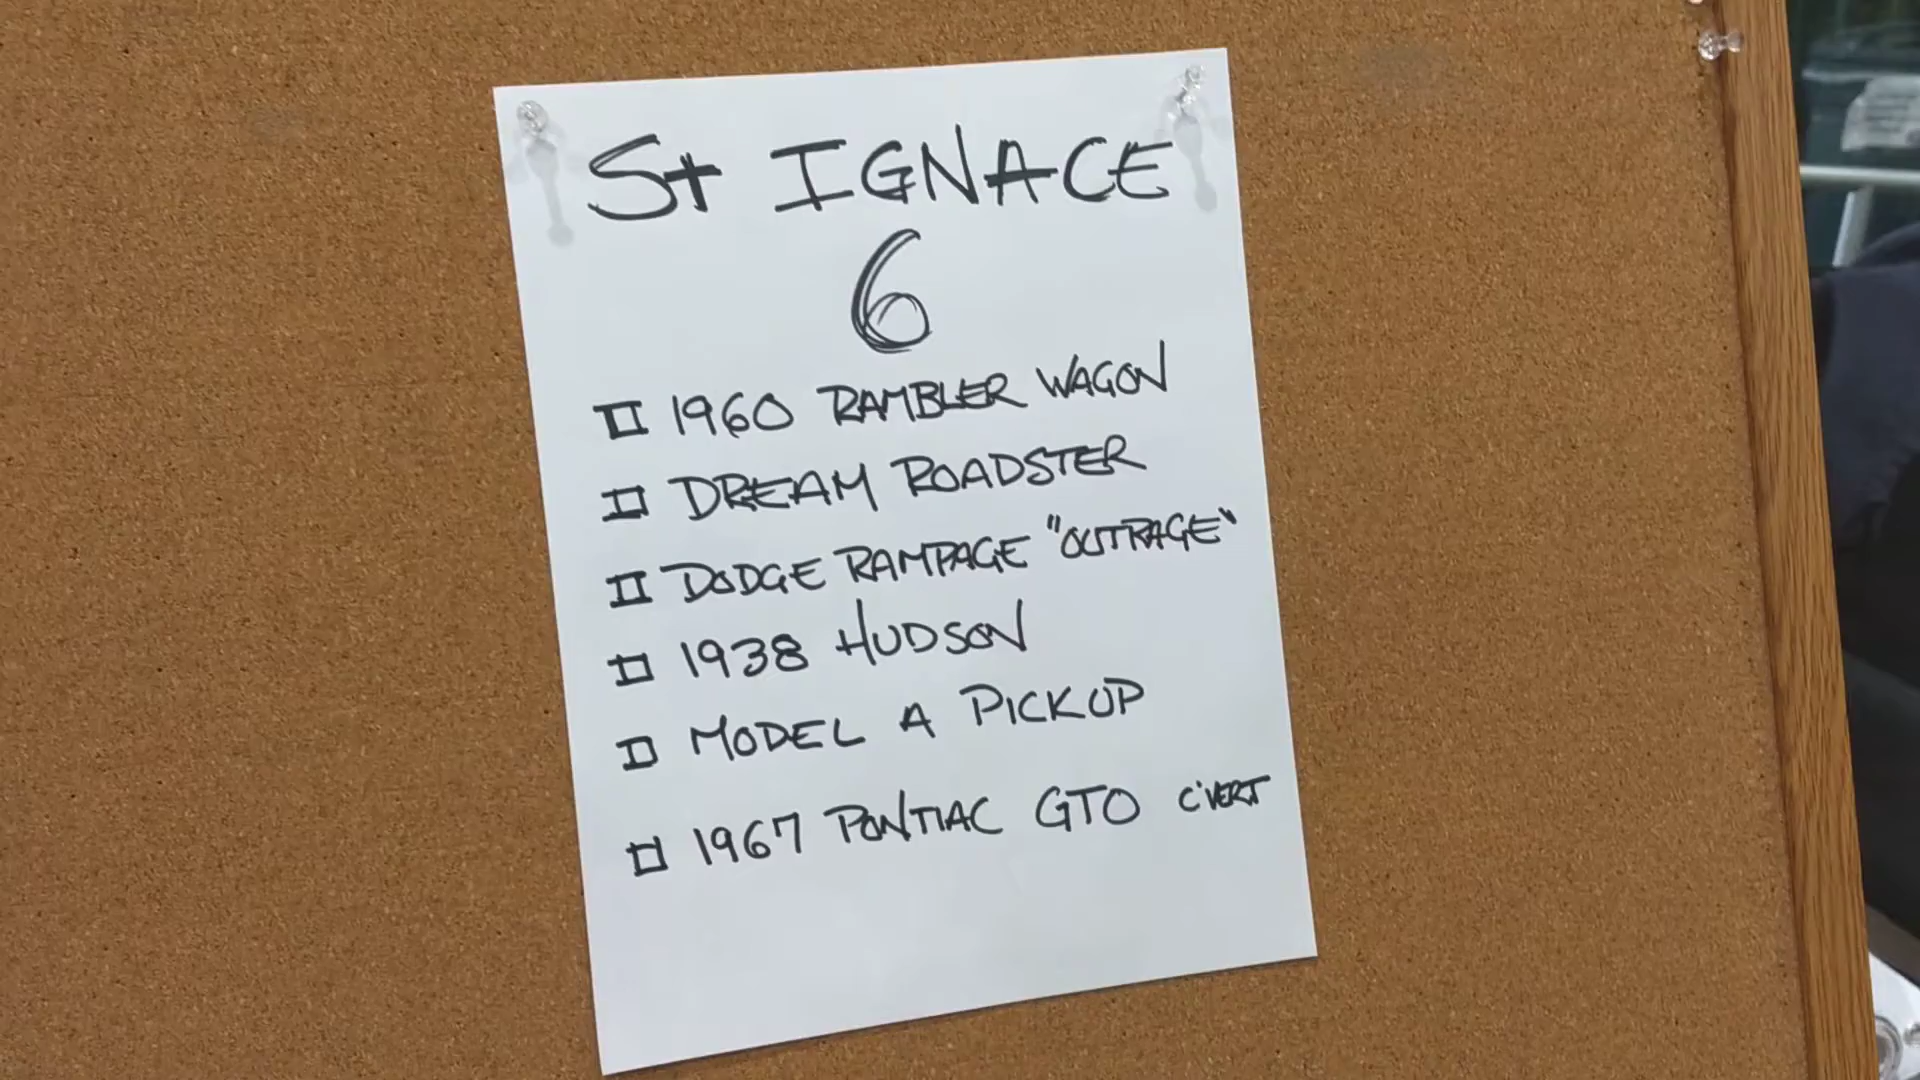 St IGNACE
6
1960 RAMBLER WAGON
DREAM ROADSTER
DODGE RAMPAGE "OUTRAGE"
1938 HUDSON
MODEL A PICKUP
1967 PONTIAC GTO C'VERT